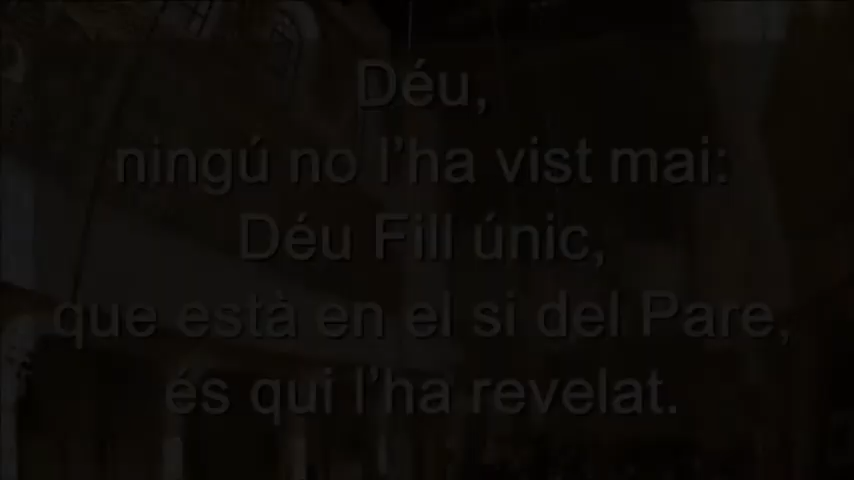 Déu,
ningú no l’ha vist mai:
Déu Fill únic,
que està en el si del Pare,
és qui l’ha revelat.